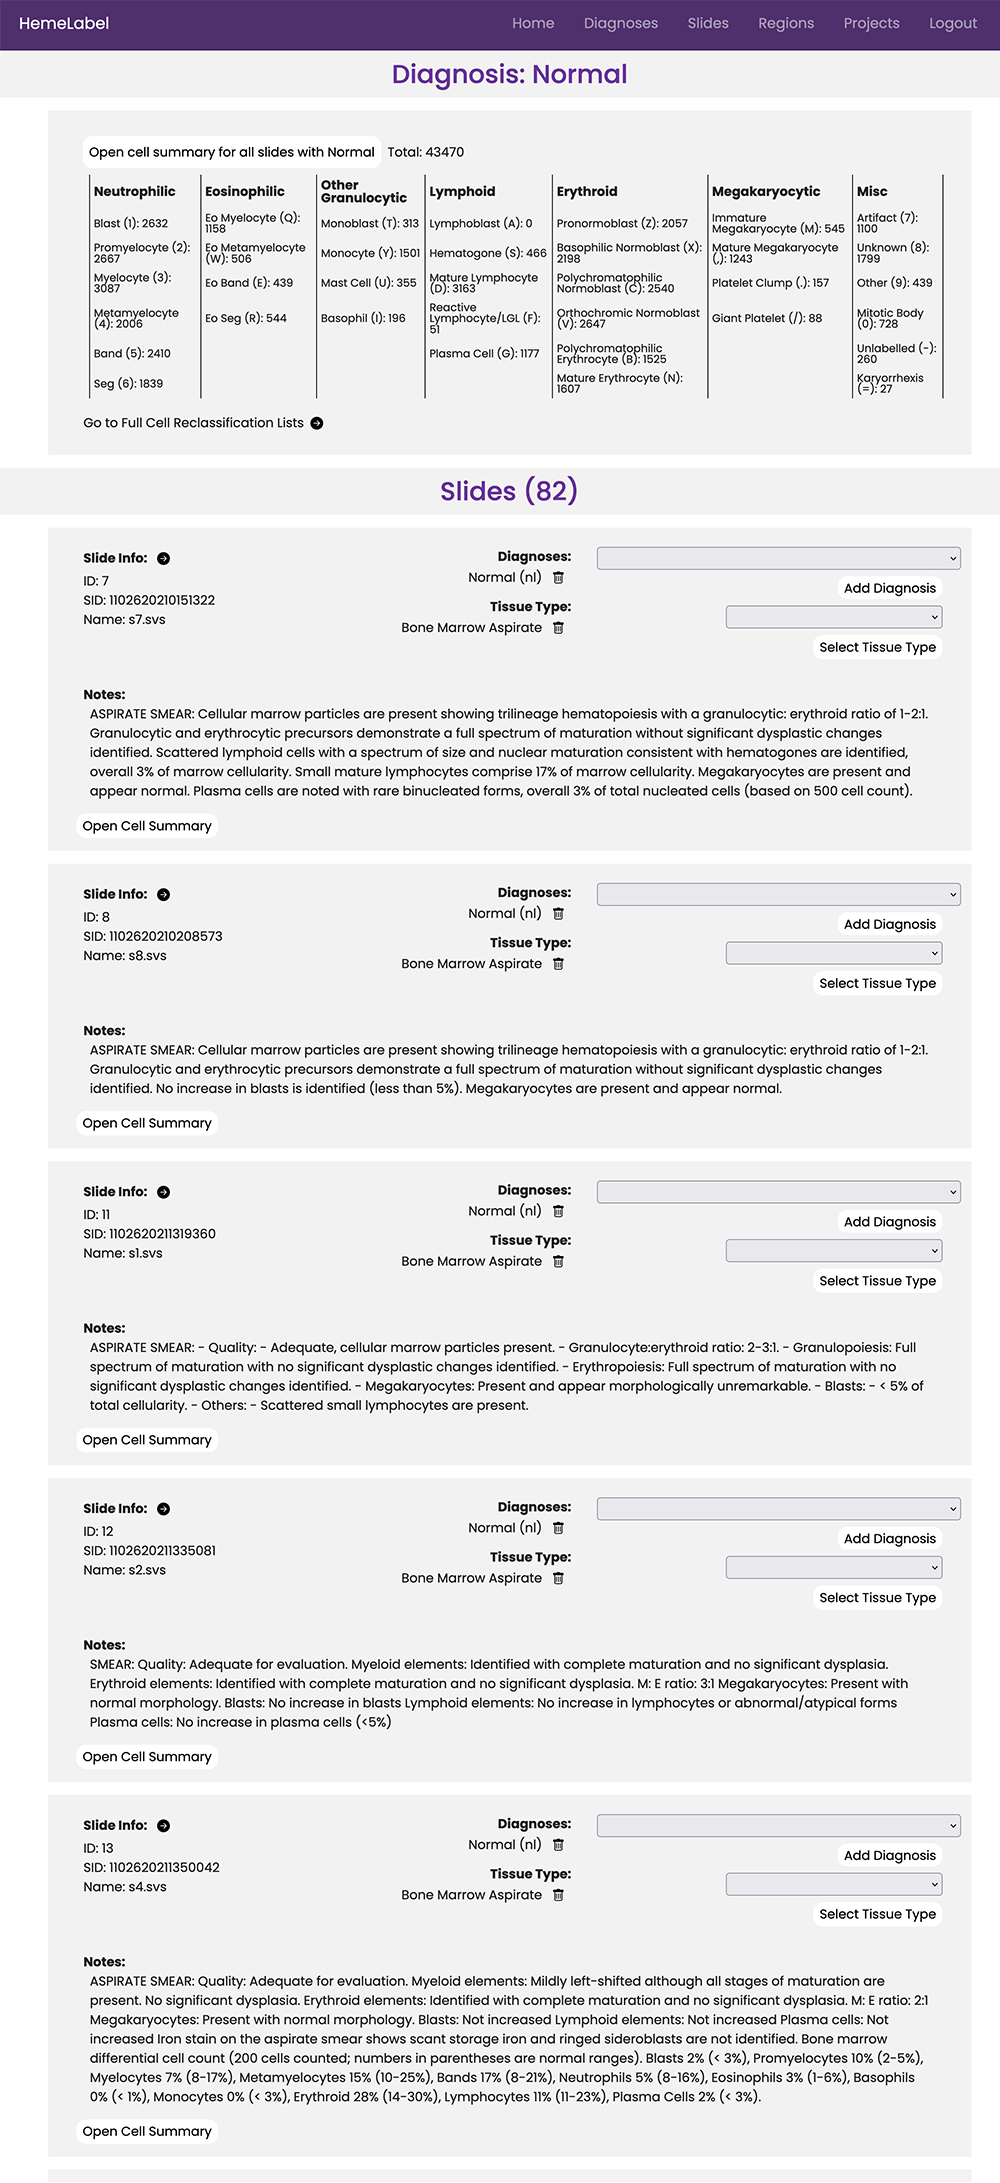 HemeLabel
Home Diagnoses Slides Regions Projects Logout
Diagnosis: Normal
Open cell summary for all slides with Normal Total: 43470
Neutrophilic
Blast (1): 2632
Promyelocyte (2):
2667
Myelocyte (3):
3087
Metamyelocyte
(4): 2006
Band (5): 2410
Seg (6): 1839
Eosinophilic
Eo Myelocyte (Q):
1158
Eo Metamyelocyte
(W): 506
Eo Band (E): 439
Eo Seg (R): 544
Other
Granulocytic
Monoblast (T): 313
Monocyte (Y): 1501
Mast Cell (U): 355
Basophil (I): 196
Lymphoid
Lymphoblast (A): 0
Hematogone (S): 466
Mature Lymphocyte
(D): 3163
Reactive
Lymphocyte/LGL (F):
51
Plasma Cell (G): 1177
Erythroid
Pronormoblast (Z): 2057
Basophilic Normoblast (X):
2198
Polychromatophilic
Normoblast (C): 2540
Orthochromic Normoblast
(V): 2647
Polychromatophilic
Erythrocyte (B): 1525
Mature Erythrocyte (N):
1607
Megakaryocytic
Immature
Megakaryocyte (M): 545
Mature Megakaryocyte
(,): 1243
Platelet Clump (.): 157
Giant Platelet (/): 88
Misc
Artifact (7):
1100
Unknown (8):
1799
Other (9): 439
Mitotic Body
(0): 728
Unlabelled (-):
260
Karyorrhexis
(=): 27
Go to Full Cell Reclassification Lists
Slides (82)
Slide Info:
ID: 7
SID: 1102620210151322
Name: s7.svs
Diagnoses:
Normal (nl)
Tissue Type:
Bone Marrow Aspirate
Add Diagnosis
Select Tissue Type
Notes:
ASPIRATE SMEAR: Cellular marrow particles are present showing trilineage hematopoiesis with a granulocytic: erythroid ratio of 1-2:1.
Granulocytic and erythrocytic precursors demonstrate a full spectrum of maturation without significant dysplastic changes
identified. Scattered lymphoid cells with a spectrum of size and nuclear maturation consistent with hematogones are identified,
overall 3% of marrow cellularity. Small mature lymphocytes comprise 17% of marrow cellularity. Megakaryocytes are present and
appear normal. Plasma cells are noted with rare binucleated forms, overall 3% of total nucleated cells (based on 500 cell count).
Open Cell Summary
Slide Info:
ID: 8
SID: 1102620210208573
Name: s8.svs
Diagnoses:
Normal (nl)
Tissue Type:
Bone Marrow Aspirate
Add Diagnosis
Select Tissue Type
Notes:
ASPIRATE SMEAR: Cellular marrow particles are present showing trilineage hematopoiesis with a granulocytic: erythroid ratio of 1-2:1.
Granulocytic and erythrocytic precursors demonstrate a full spectrum of maturation without significant dysplastic changes
identified. No increase in blasts is identified (less than 5%). Megakaryocytes are present and appear normal.
Open Cell Summary
Slide Info:
ID: 11
SID: 1102620211319360
Name: s1.svs
Diagnoses:
Normal (nl)
Tissue Type:
Bone Marrow Aspirate
Add Diagnosis
Select Tissue Type
Notes:
ASPIRATE SMEAR: - Quality: - Adequate, cellular marrow particles present. - Granulocyte:erythroid ratio: 2-3:1. - Granulopoiesis: Full
spectrum of maturation with no significant dysplastic changes identified. - Erythropoiesis: Full spectrum of maturation with no
significant dysplastic changes identified. - Megakaryocytes: Present and appear morphologically unremarkable. - Blasts: - < 5% of
total cellularity. - Others: - Scattered small lymphocytes are present.
Open Cell Summary
Slide Info:
ID: 12
SID: 1102620211335081
Name: s2.svs
Diagnoses:
Normal (nl)
Tissue Type:
Bone Marrow Aspirate
Add Diagnosis
Select Tissue Type
Notes:
SMEAR: Quality: Adequate for evaluation. Myeloid elements: Identified with complete maturation and no significant dysplasia.
Erythroid elements: Identified with complete maturation and no significant dysplasia. M: E ratio: 3:1 Megakaryocytes: Present with
normal morphology. Blasts: No increase in blasts Lymphoid elements: No increase in lymphocytes or abnormal/atypical forms
Plasma cells: No increase in plasma cells (<5%)
Open Cell Summary
Slide Info:
ID: 13
SID: 1102620211350042
Name: s4.svs
Diagnoses:
Normal (nl)
Tissue Type:
Bone Marrow Aspirate
Add Diagnosis
Select Tissue Type
Notes:
ASPIRATE SMEAR: Quality: Adequate for evaluation. Myeloid elements: Mildly left-shifted although all stages of maturation are
present. No significant dysplasia. Erythroid elements: Identified with complete maturation and no significant dysplasia. M: E ratio: 2:1
Megakaryocytes: Present with normal morphology. Blasts: Not increased Lymphoid elements: Not increased Plasma cells: Not
increased Iron stain on the aspirate smear shows scant storage iron and ringed sideroblasts are not identified. Bone marrow
differential cell count (200 cells counted; numbers in parentheses are normal ranges). Blasts 2% (< 3%), Promyelocytes 10% (2-5%),
Myelocytes 7% (8-17%), Metamyelocytes 15% (10-25%), Bands 17% (8-21%), Neutrophils 5% (8-16%), Eosinophils 3% (1-6%), Basophils
0% (< 1%), Monocytes 0% (< 3%), Erythroid 28% (14-30%), Lymphocytes 11% (11-23%), Plasma Cells 2% (< 3%).
Open Cell Summary